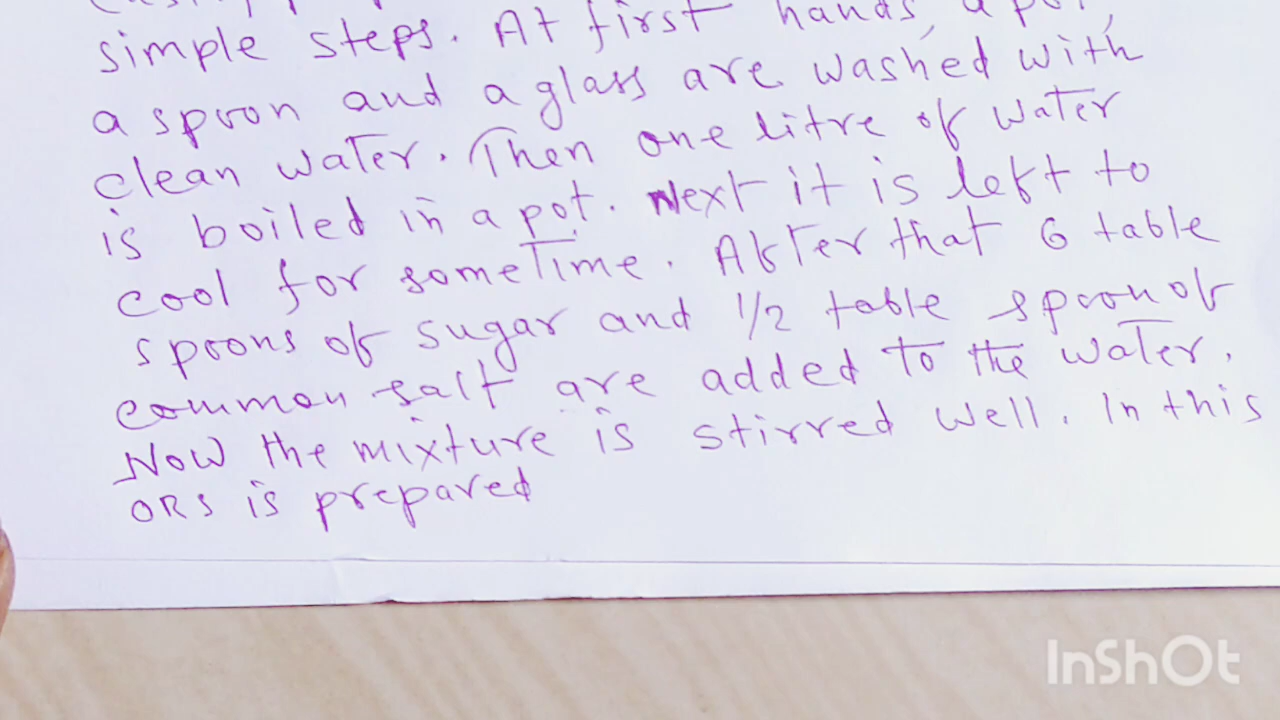 simple steps. At first hands, a pot,
a spoon and a glass are washed with
clean water. Then one litre of water
is boiled in a pot. Next it is left to
cool for sometime. After that 6 table
spoons of sugar and 1/2 table spoon of
common salt are added to the water.
Now the mixture is stirred well. In this
ORS is prepared
InShOt